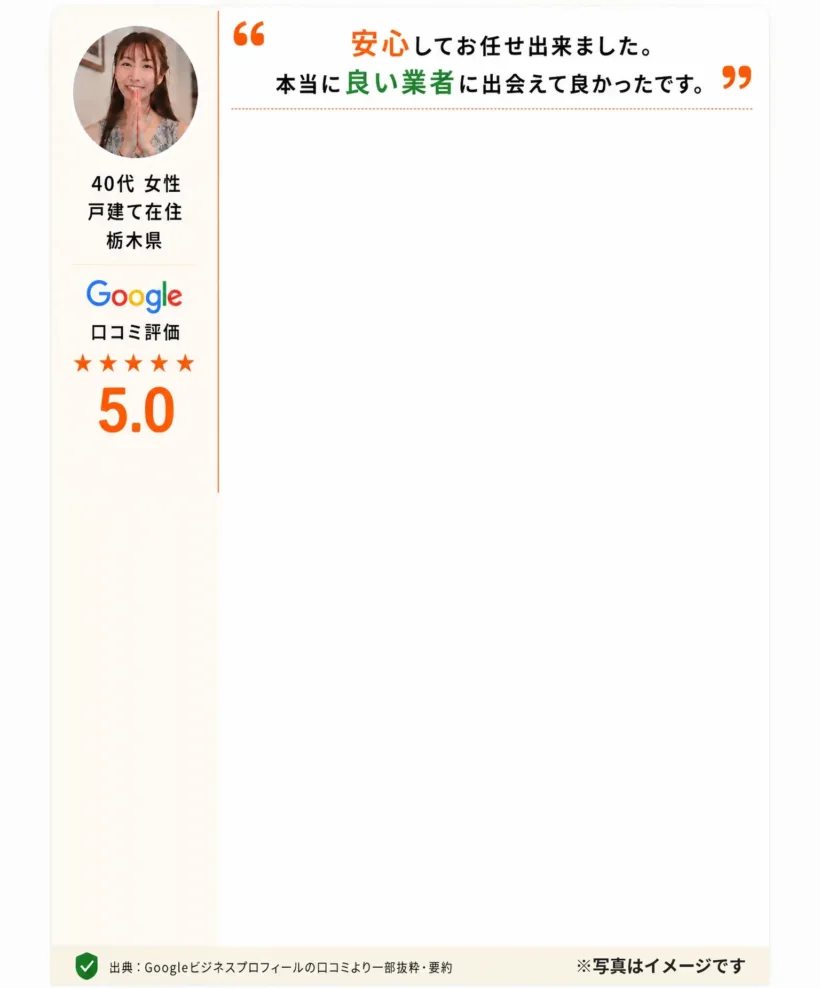 40代 女性
戸建て在住
栃木県
Google
口コミ評価
★★★★★
5.0
❝安心してお任せ出来ました。
本当に良い業者に出会えて良かったです。❞
出典：Googleビジネスプロフィールの口コミより一部抜粋・要約
※写真はイメージです